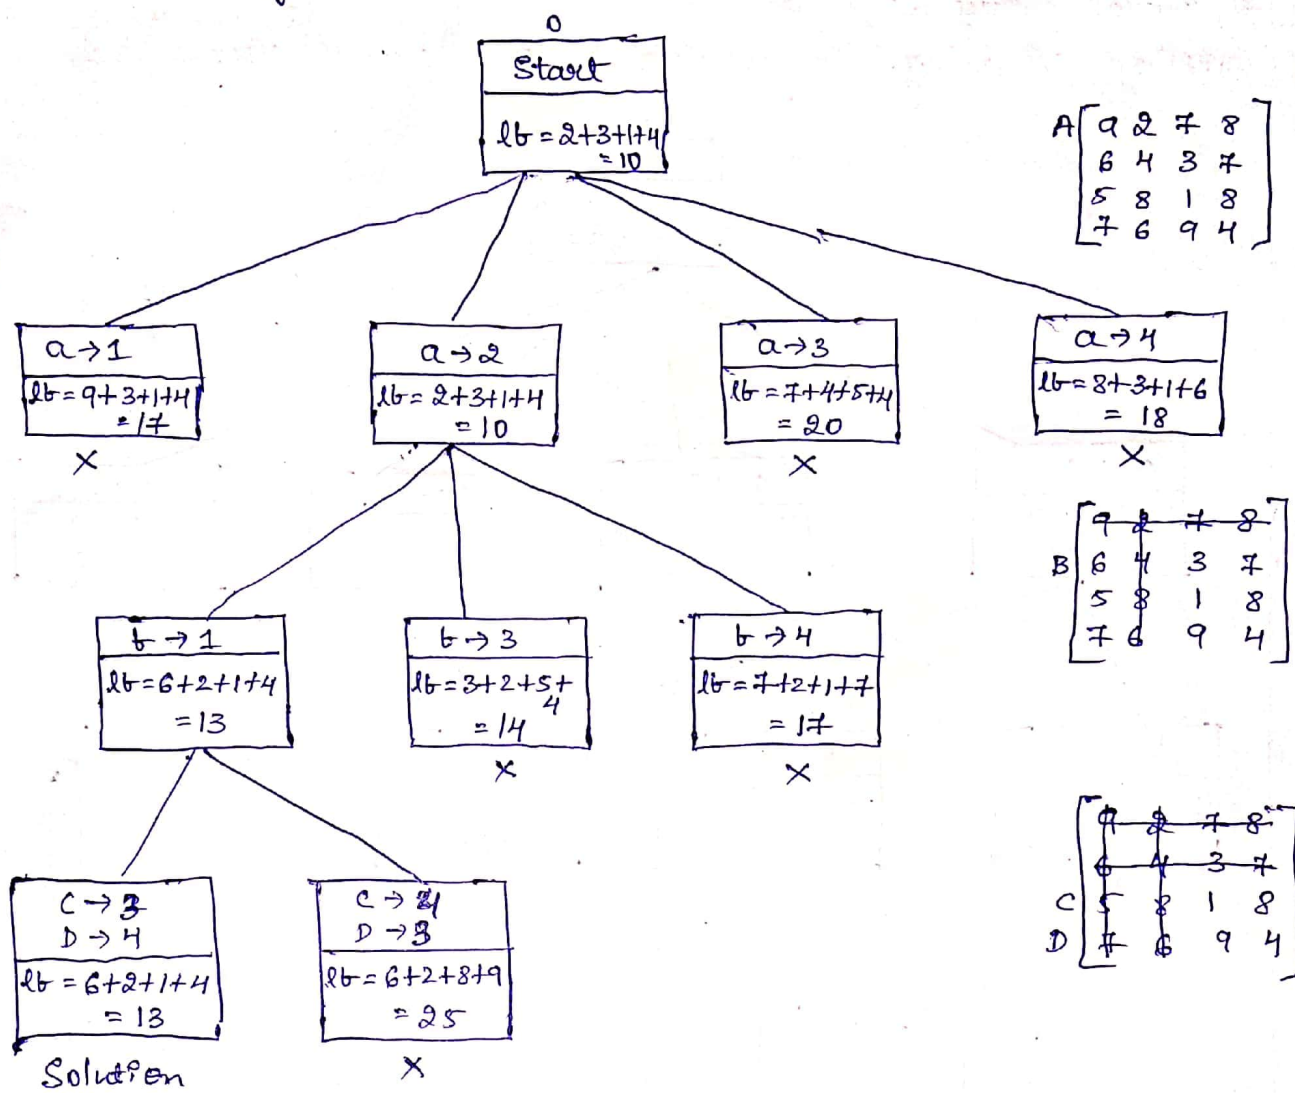 0
Start
lb = 2+3+1+4
= 10
A [ 9 2 7 8 ]
6 4 3 7
5 8 1 8
7 6 9 4
a → 1
lb = 9+3+1+4
= 17
X
a → 2
lb = 2+3+1+4
= 10
a → 3
lb = 7+4+5+4
= 20
X
a → 4
lb = 8+3+1+6
= 18
X
9 2 7 8
B 6 4 3 7
5 8 1 8
7 6 9 4
b → 1
lb = 6+2+1+4
= 13
b → 3
lb = 3+2+5+
4
= 14
X
b → 4
lb = 7+2+1+7
= 17
X
9 2 7 8
6 4 3 7
C 5 8 1 8
D 7 6 9 4
C → 3
D → 4
lb = 6+2+1+4
= 13
Solution
C → 4
D → 3
lb = 6+2+8+9
= 25
X